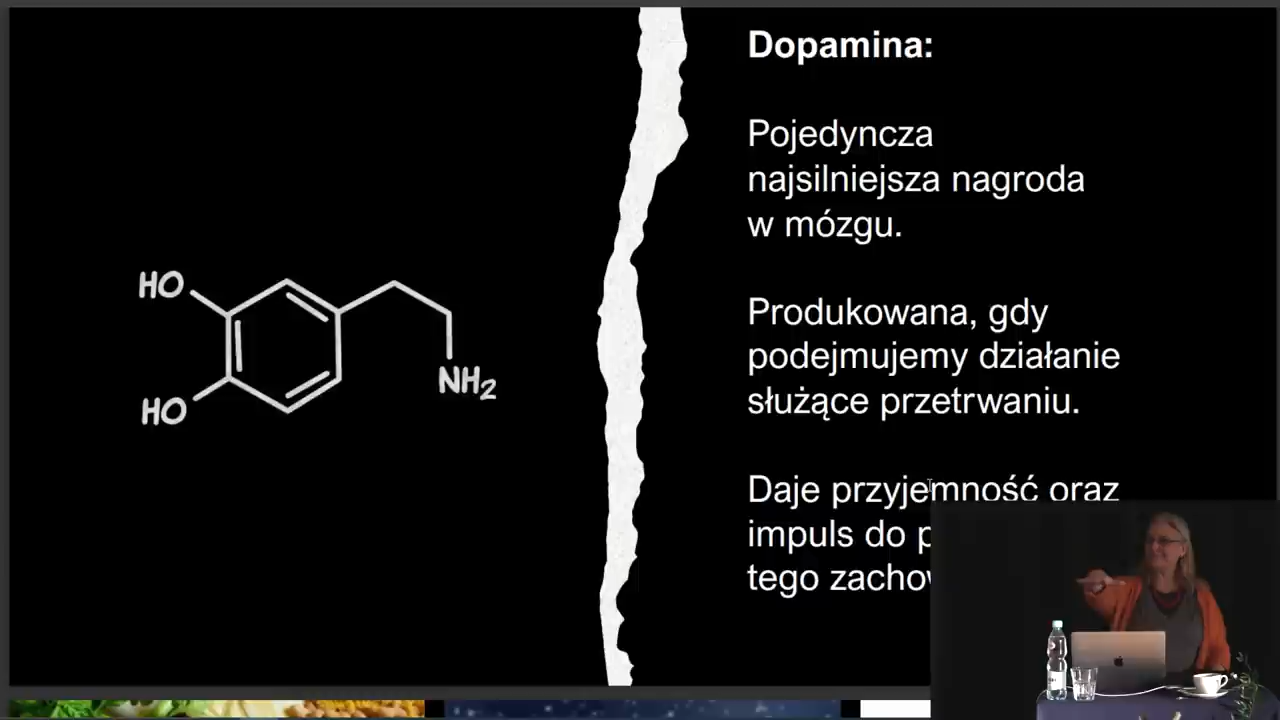 Dopamina:
Pojedyncza
najsilniejsza nagroda
w mózgu.
Produkowana, gdy
podejmujemy działanie
służące przetrwaniu.
Daje przyjemność oraz
impuls do
tego
HO
HO
NH2